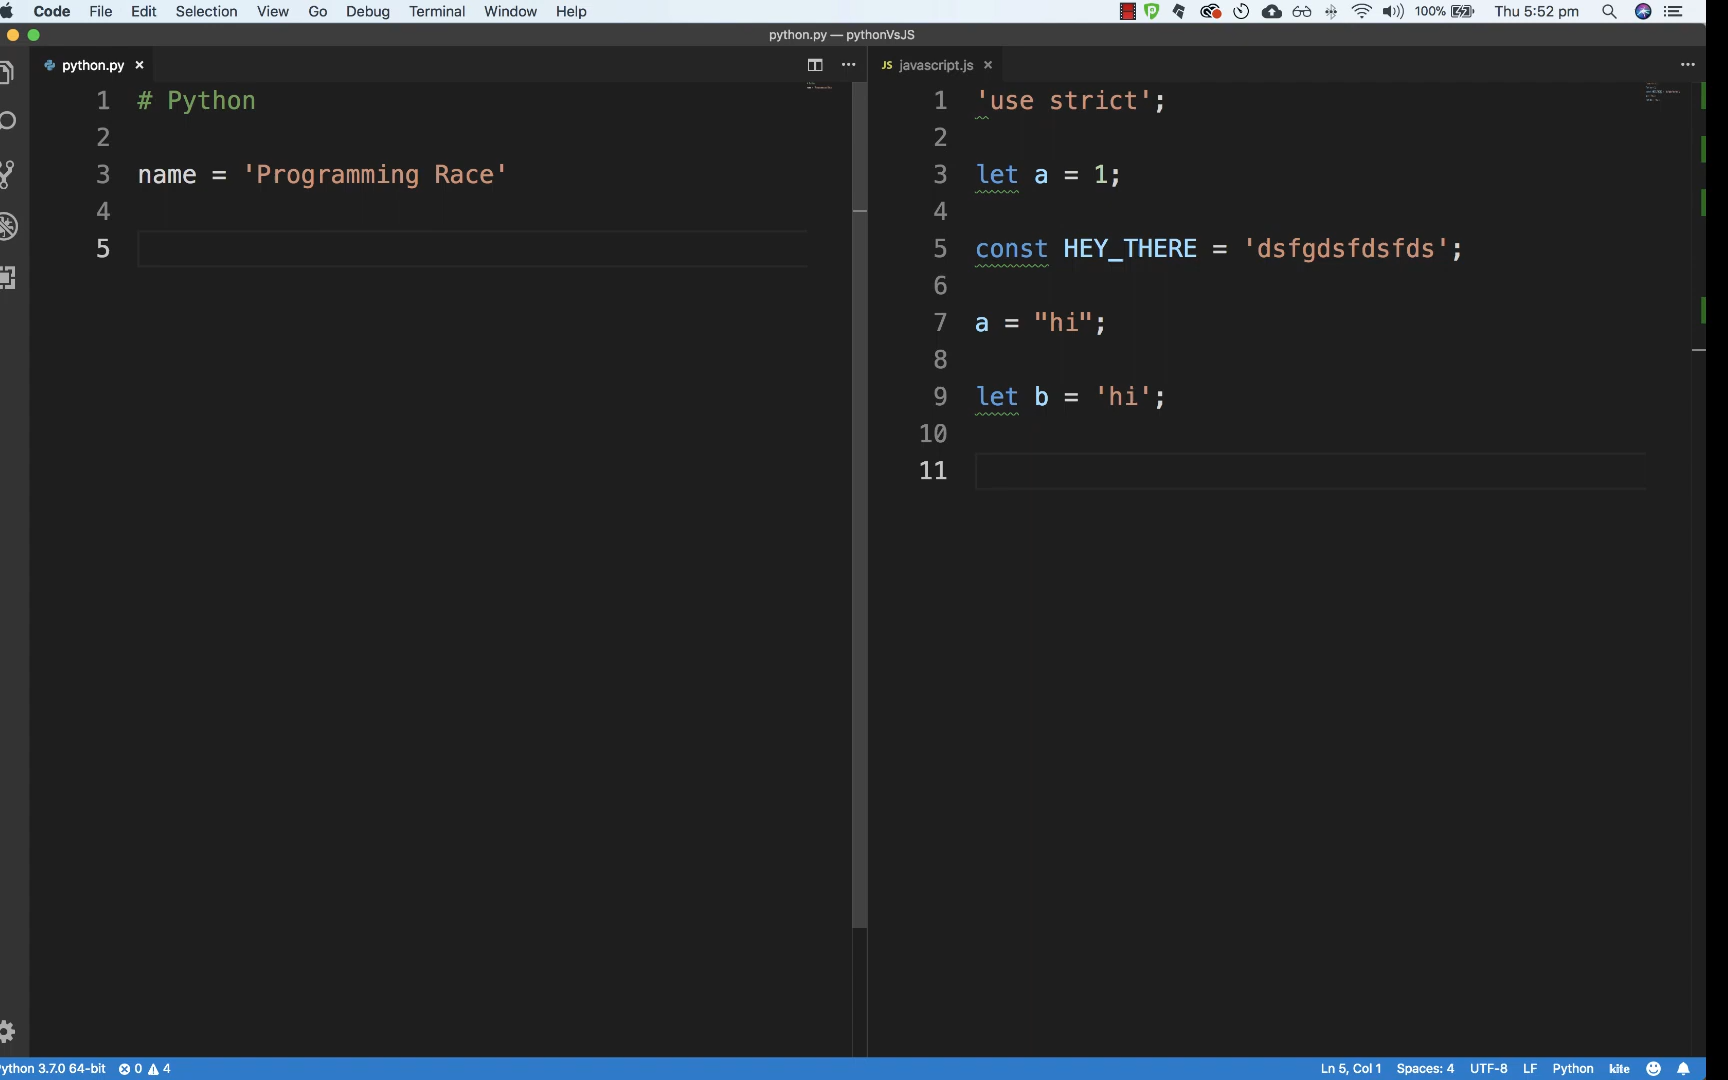 Code File Edit Selection View Go Debug Terminal Window Help 100% Thu 5:52 pm
python.py — pythonVsJS
python.py
JS javascript.js
1 # Python
2
3 name = 'Programming Race'
4
5
1 'use strict';
2
3 let a = 1;
4
5 const HEY_THERE = 'dsfgdsfdsfds';
6
7 a = "hi";
8
9 let b = 'hi';
10
11
ython 3.7.0 64-bit 0 4 Ln 5, Col 1 Spaces: 4 UTF-8 LF Python kite